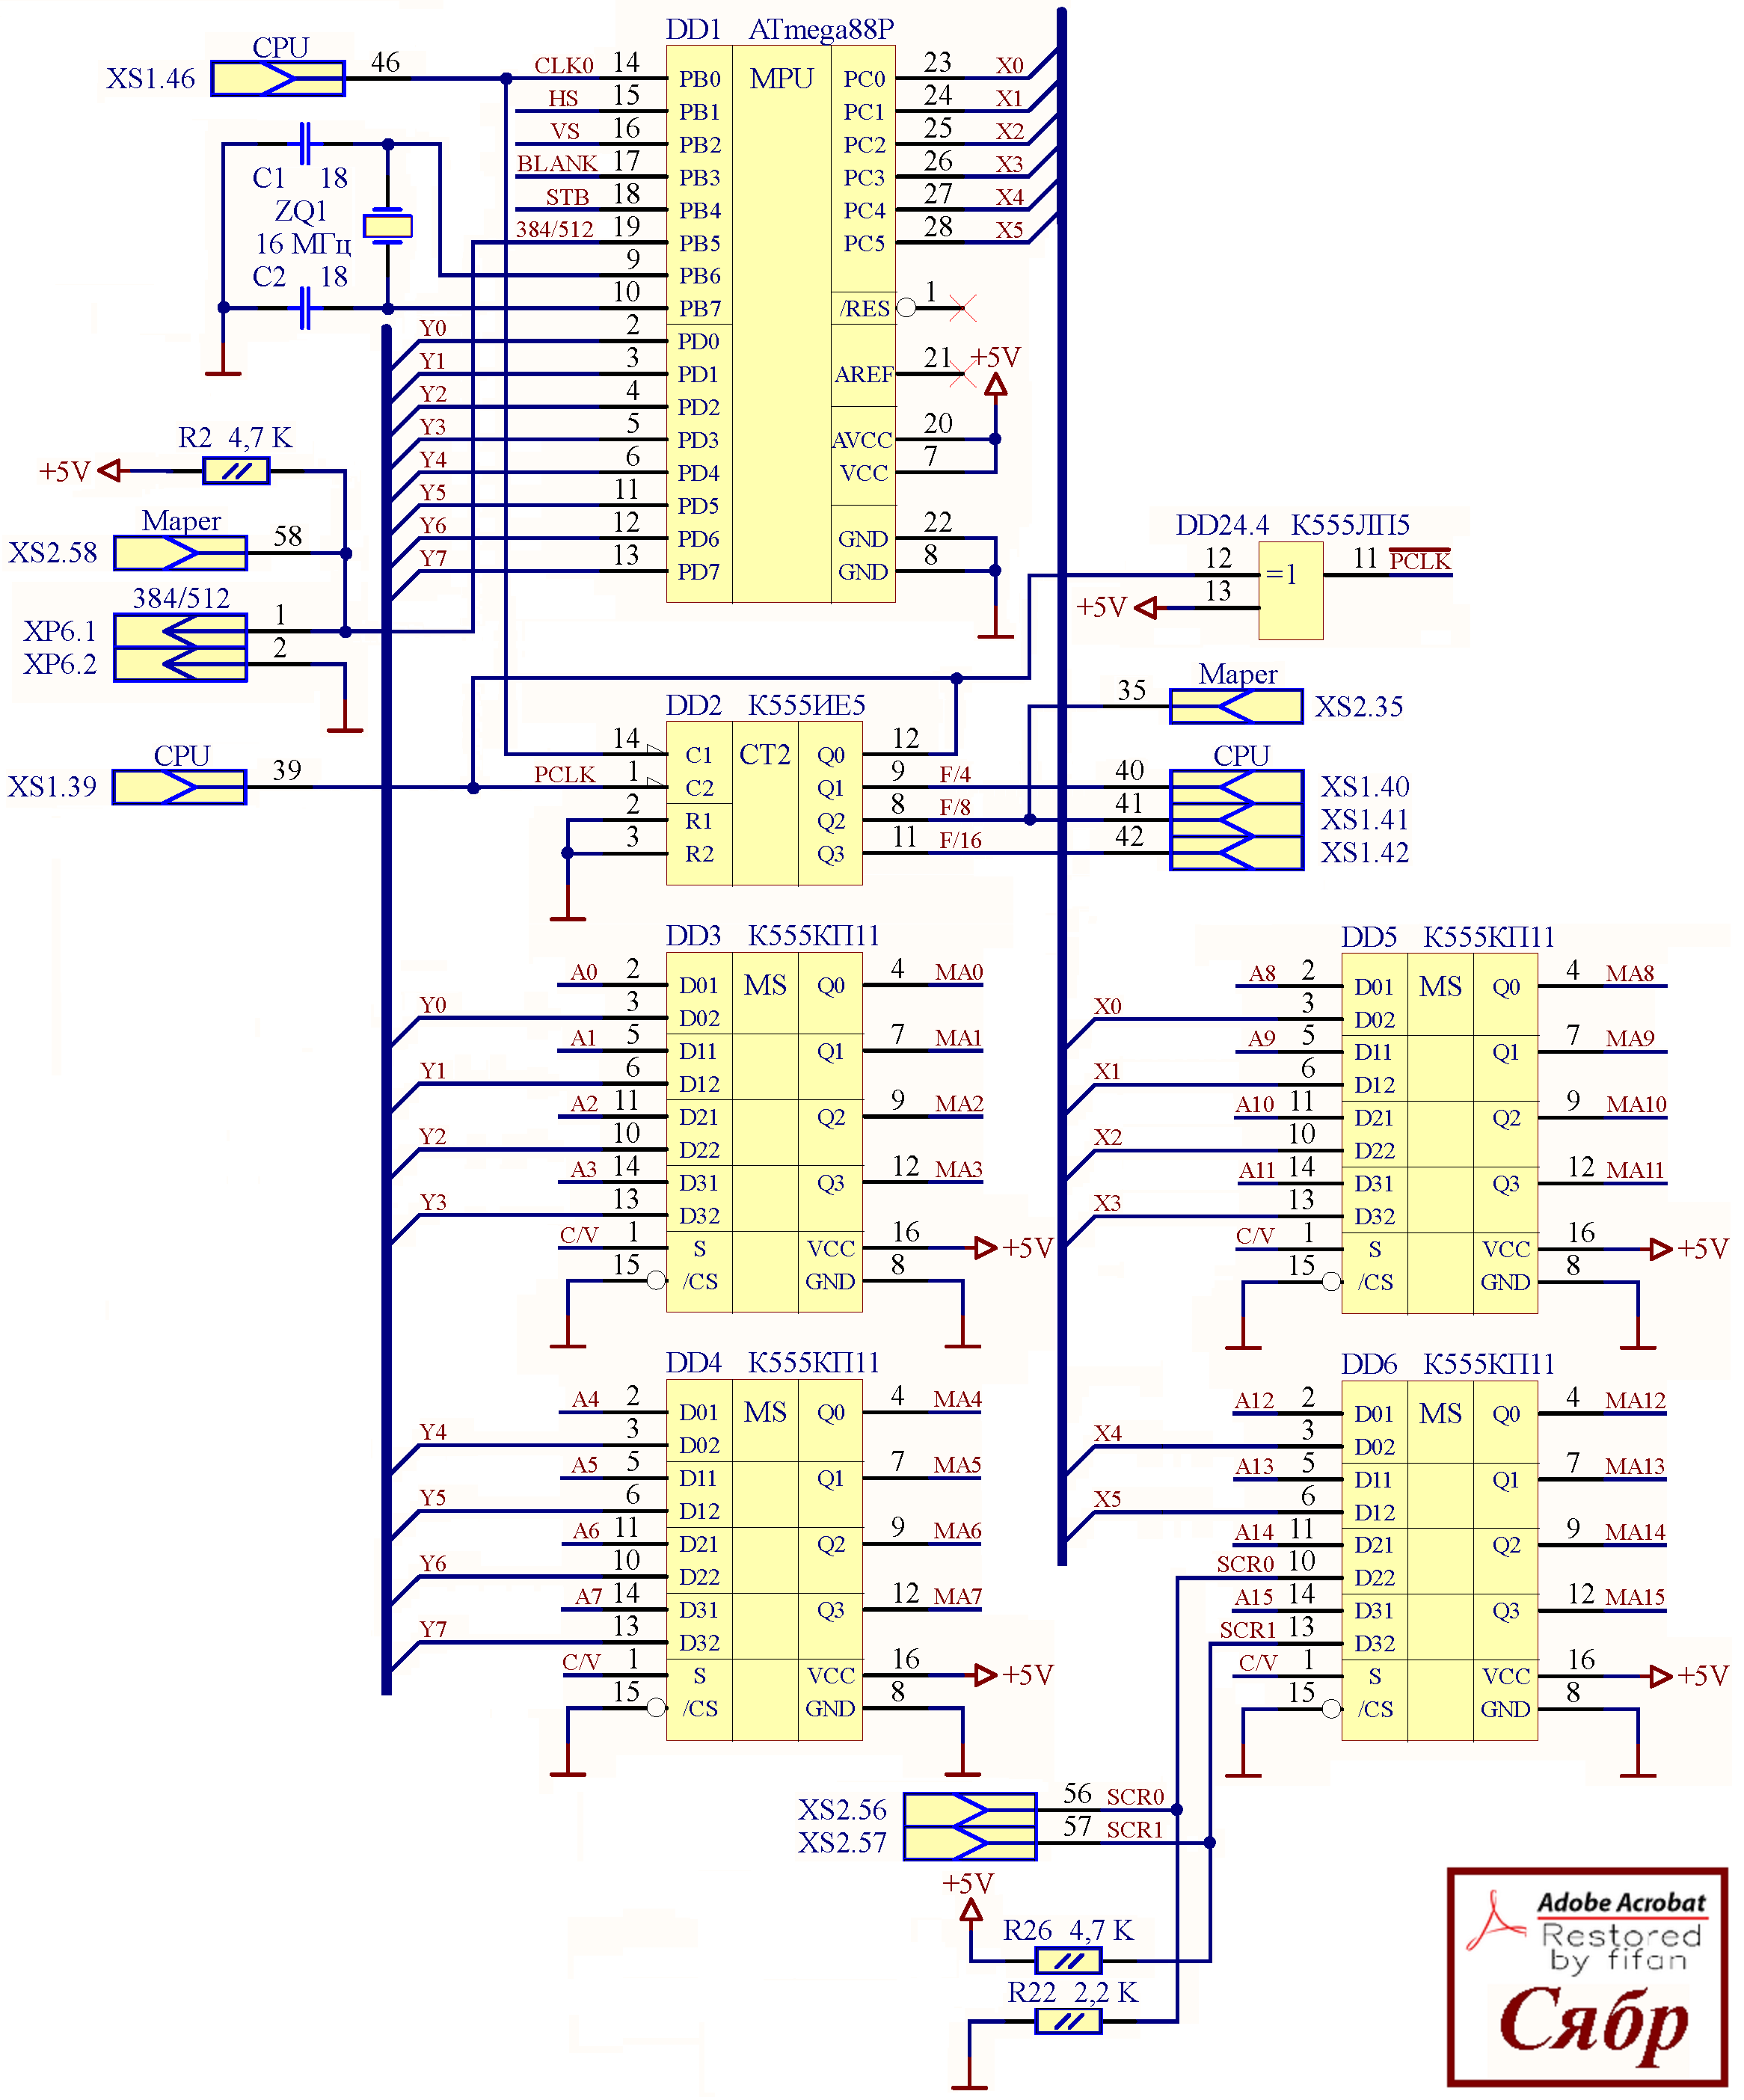 DD1 ATmega88P
CPU
XS1.46 46
CLK0 14 PB0 MPU PC0 23 X0
HS 15 PB1 PC1 24 X1
VS 16 PB2 PC2 25 X2
BLANK 17 PB3 PC3 26 X3
STB 18 PB4 PC4 27 X4
384/512 19 PB5 PC5 28 X5
9 PB6
10 PB7 /RES 1
C1 18
ZQ1
16 МГц
C2 18
Y0 2 PD0
Y1 3 PD1 AREF 21 +5V
Y2 4 PD2
Y3 5 PD3 AVCC 20
Y4 6 PD4 VCC 7
Y5 11 PD5
Y6 12 PD6 GND 22
Y7 13 PD7 GND 8
R2 4,7 K
+5V
Maper
XS2.58 58
384/512
XP6.1 1
XP6.2 2
DD24.4 К555ЛП5
12 =1 11 PCLK
+5V 13
Maper
35 XS2.35
DD2 К555ИЕ5
14 C1 CT2 Q0 12
CPU
XS1.39 39 PCLK 1 C2 Q1 9 F/4
2 R1 Q2 8 F/8
3 R2 Q3 11 F/16
CPU
40 XS1.40
41 XS1.41
42 XS1.42
DD3 К555КП11
A0 2 D01 MS Q0 4 MA0
Y0 3 D02
A1 5 D11 Q1 7 MA1
Y1 6 D12
A2 11 D21 Q2 9 MA2
Y2 10 D22
A3 14 D31 Q3 12 MA3
Y3 13 D32
C/V 1 S VCC 16 +5V
15 /CS GND 8
DD5 К555КП11
A8 2 D01 MS Q0 4 MA8
X0 3 D02
A9 5 D11 Q1 7 MA9
X1 6 D12
A10 11 D21 Q2 9 MA10
X2 10 D22
A11 14 D31 Q3 12 MA11
X3 13 D32
C/V 1 S VCC 16 +5V
15 /CS GND 8
DD4 К555КП11
A4 2 D01 MS Q0 4 MA4
Y4 3 D02
A5 5 D11 Q1 7 MA5
Y5 6 D12
A6 11 D21 Q2 9 MA6
Y6 10 D22
A7 14 D31 Q3 12 MA7
Y7 13 D32
C/V 1 S VCC 16 +5V
15 /CS GND 8
DD6 К555КП11
A12 2 D01 MS Q0 4 MA12
X4 3 D02
A13 5 D11 Q1 7 MA13
X5 6 D12
A14 11 D21 Q2 9 MA14
SCR0 10 D22
A15 14 D31 Q3 12 MA15
SCR1 13 D32
C/V 1 S VCC 16 +5V
15 /CS GND 8
XS2.56 56 SCR0
XS2.57 57 SCR1
+5V
R26 4,7 K
R22 2,2 K
Adobe Acrobat
Restored
by fifan
Сябр